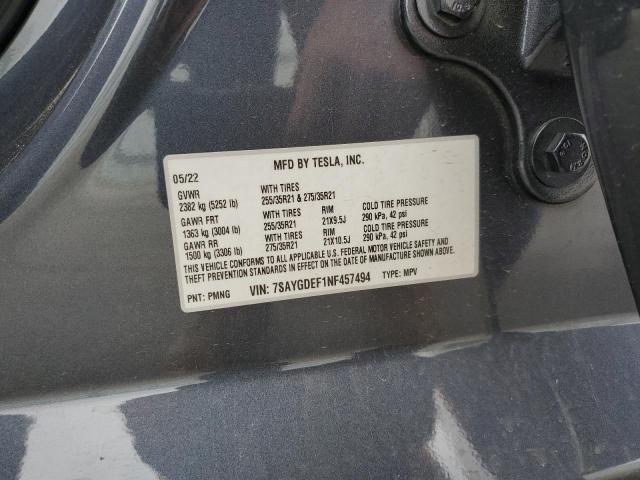 MFD BY TESLA, INC.
05/22
GVWR WITH TIRES
2382 kg (5252 lb) 255/35R21 & 275/35R21
GAWR FRT WITH TIRES RIM COLD TIRE PRESSURE
1363 kg (3004 lb) 255/35R21 21X9.5J 290 kPa, 42 psi
GAWR RR WITH TIRES RIM COLD TIRE PRESSURE
1500 kg (3306 lb) 275/35R21 21X10.5J 290 kPa, 42 psi
THIS VEHICLE CONFORMS TO ALL APPLICABLE U.S. FEDERAL MOTOR VEHICLE SAFETY AND
THEFT PREVENTION STANDARDS IN EFFECT ON THE DATE OF MANUFACTURE SHOWN ABOVE.
PNT: PMNG VIN: 7SAYGDEF1NF457494 TYPE: MPV